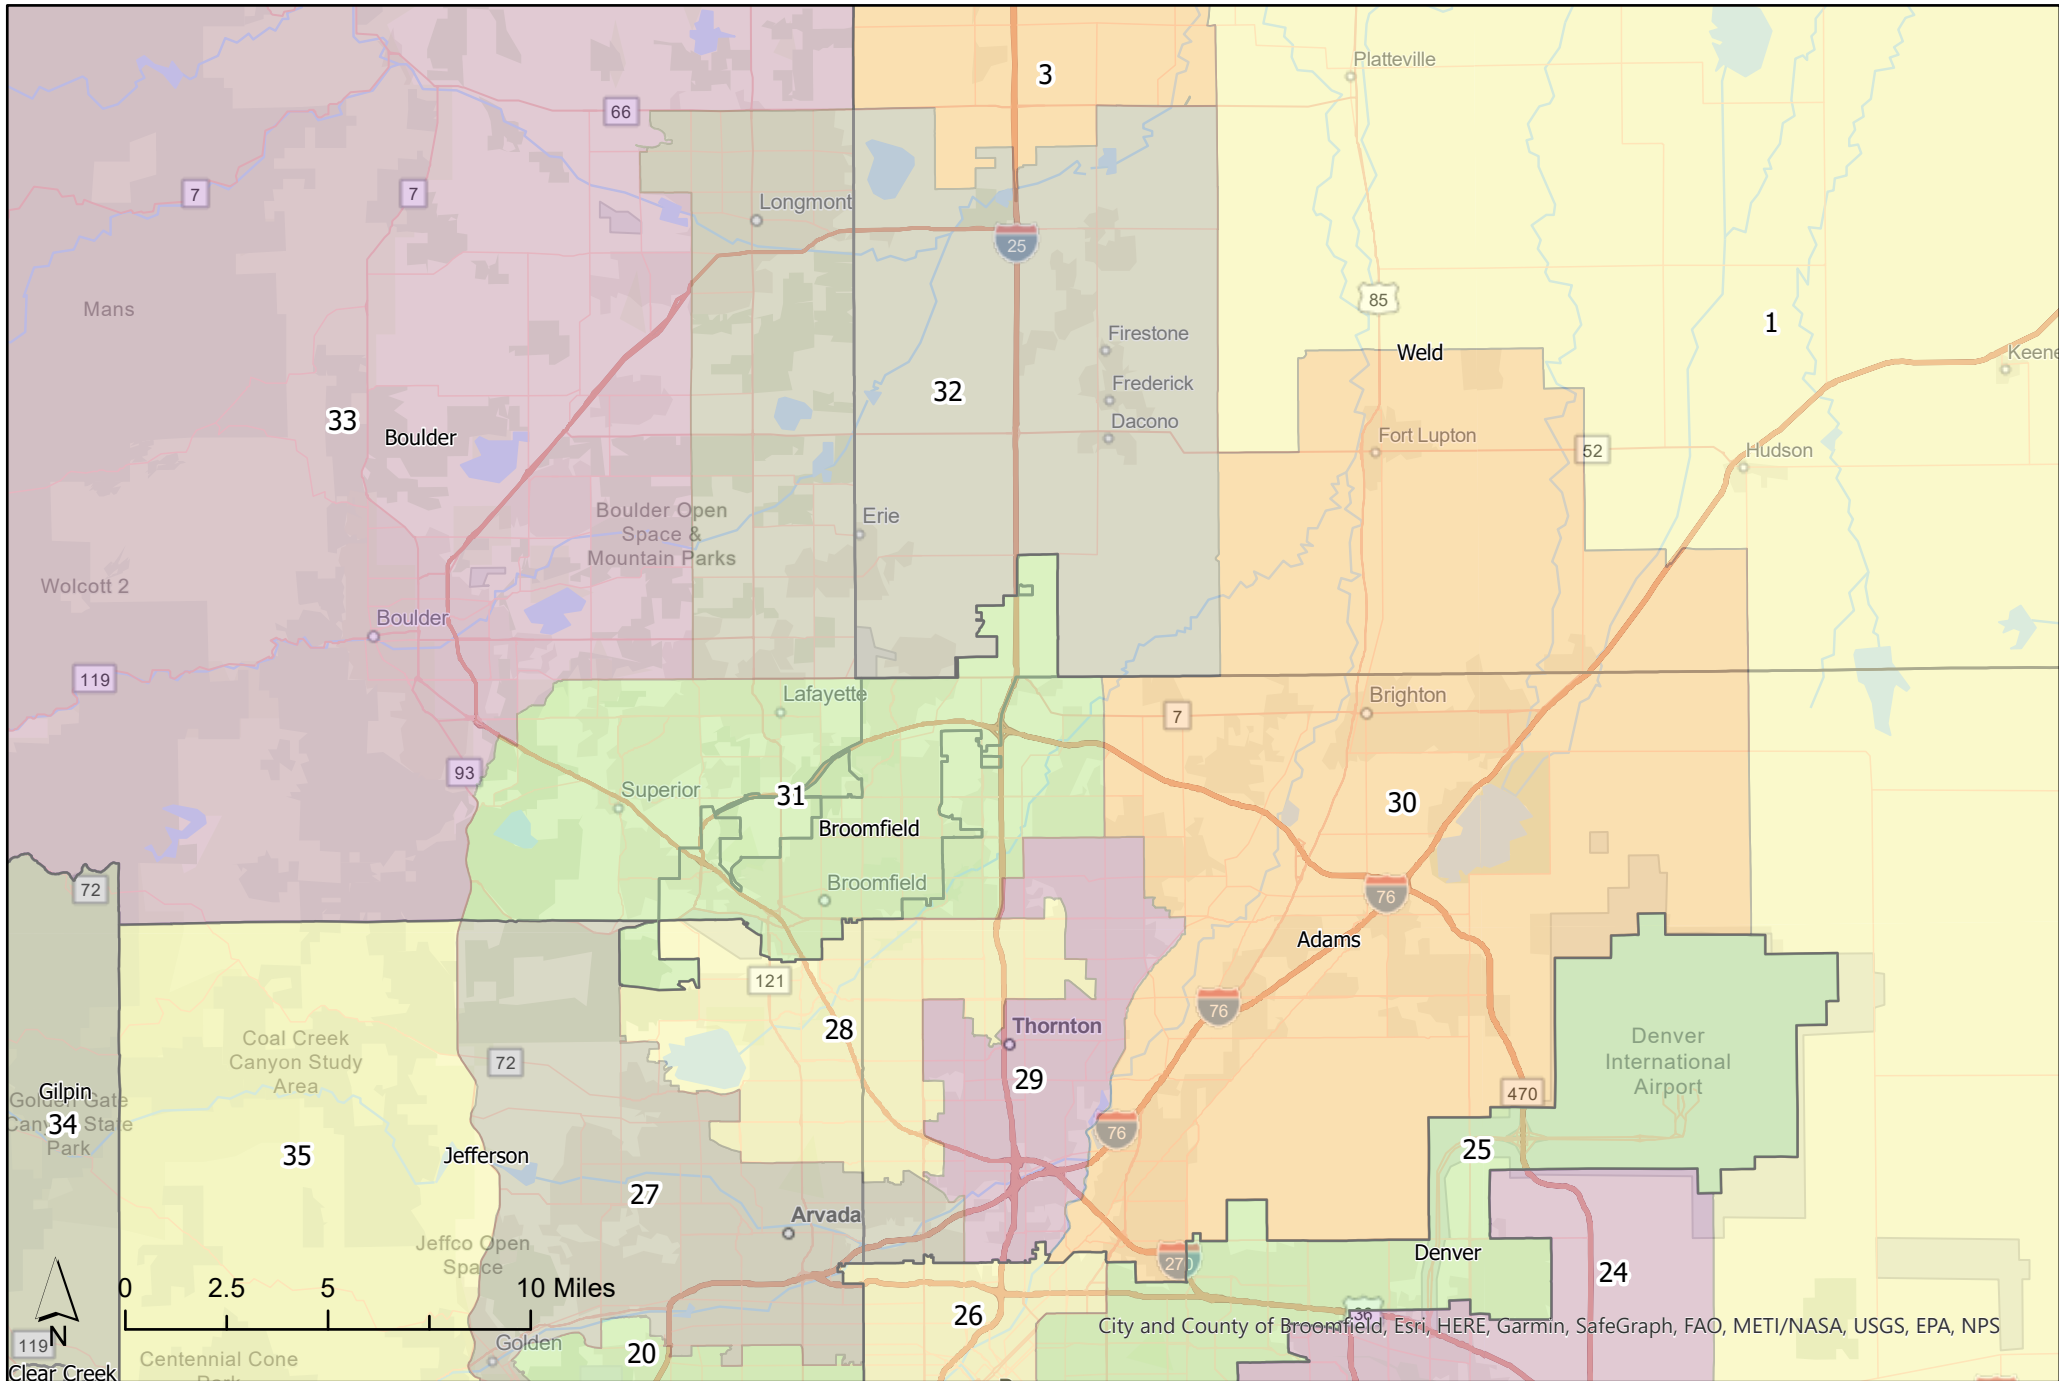 3
Platteville
66
7
7
Longmont
25
Mans
85
1
Firestone
Weld
Keene
Frederick
32
33
Dacono
Boulder
Fort Lupton
52
Hudson
Boulder Open
Space &
Mountain Parks
Erie
Wolcott 2
Boulder
119
Lafayette
Brighton
7
93
Superior
31
30
Broomfield
72
Broomfield
76
Adams
121
76
Thornton
28
Coal Creek
Canyon Study
Area
Denver
International
Airport
72
29
Gilpin
Golden Gate
Canyon State
Park
34
470
76
35
Jefferson
25
27
Arvada
Jeffco Open
Space
Denver
270
24
0 2.5 5 10 Miles
N
26
36
City and County of Broomfield, Esri, HERE, Garmin, SafeGraph, FAO, METI/NASA, USGS, EPA, NPS
119
Golden
20
Centennial Cone
Clear Creek